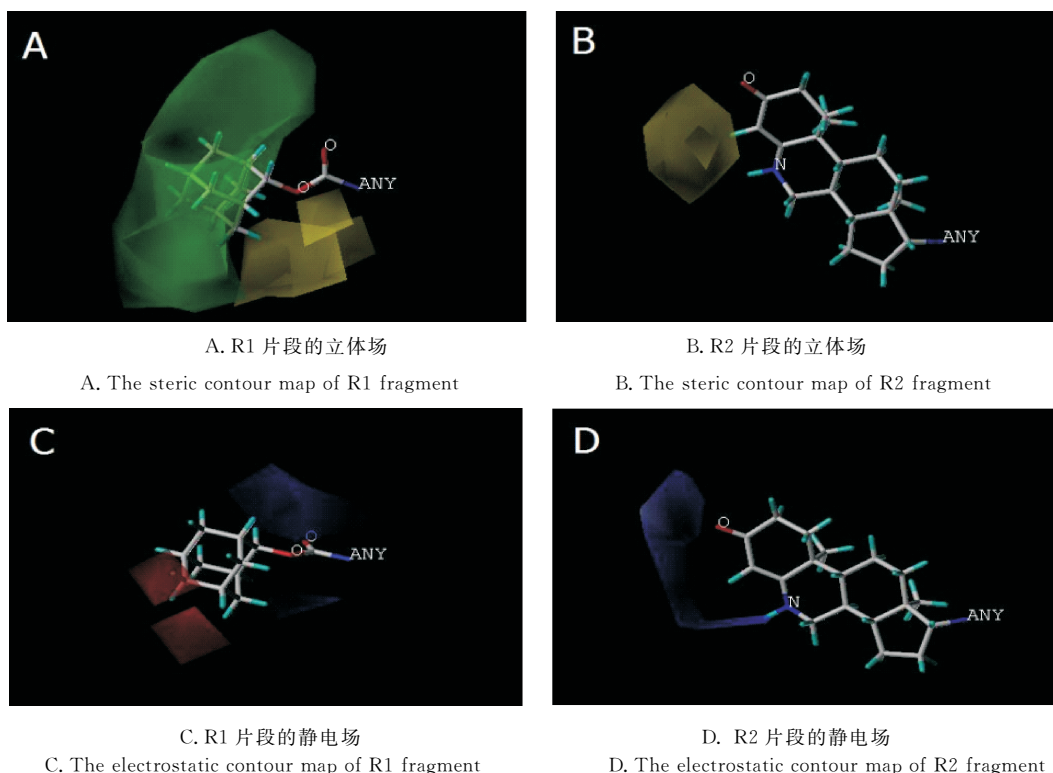 A
B
O
O
O
ANY
N
ANY
A. R1 片段的立体场
B. R2 片段的立体场
A. The steric contour map of R1 fragment
B. The steric contour map of R2 fragment
C
D
O
O
ANY
O
N
ANY
C. R1 片段的静电场
D. R2 片段的静电场
C. The electrostatic contour map of R1 fragment
D. The electrostatic contour map of R2 fragment